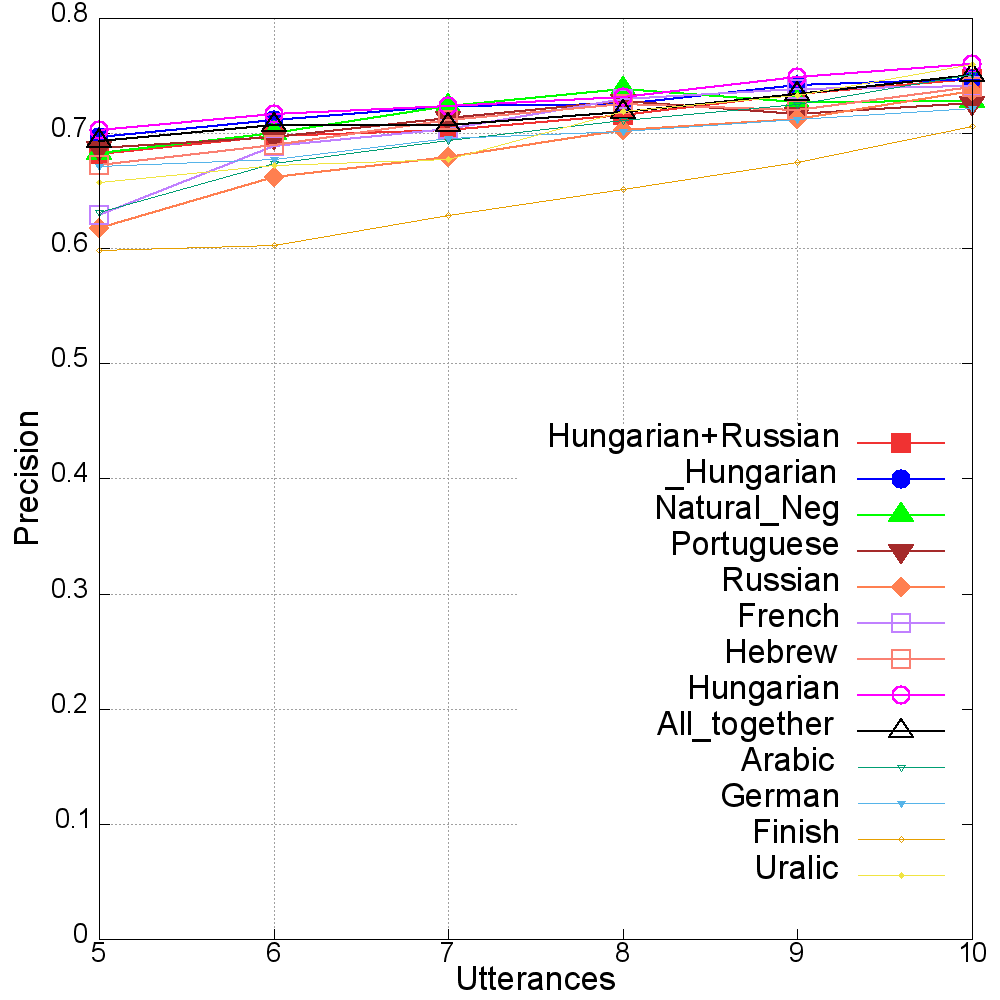 0.8
0.7
0.6
0.5
0.4
0.3
0.2
0.1
0
Precision
Hungarian+Russian
_Hungarian
Natural_Neg
Portuguese
Russian
French
Hebrew
Hungarian
All_together
Arabic
German
Finish
Uralic
5 6 7 8 9 10
Utterances